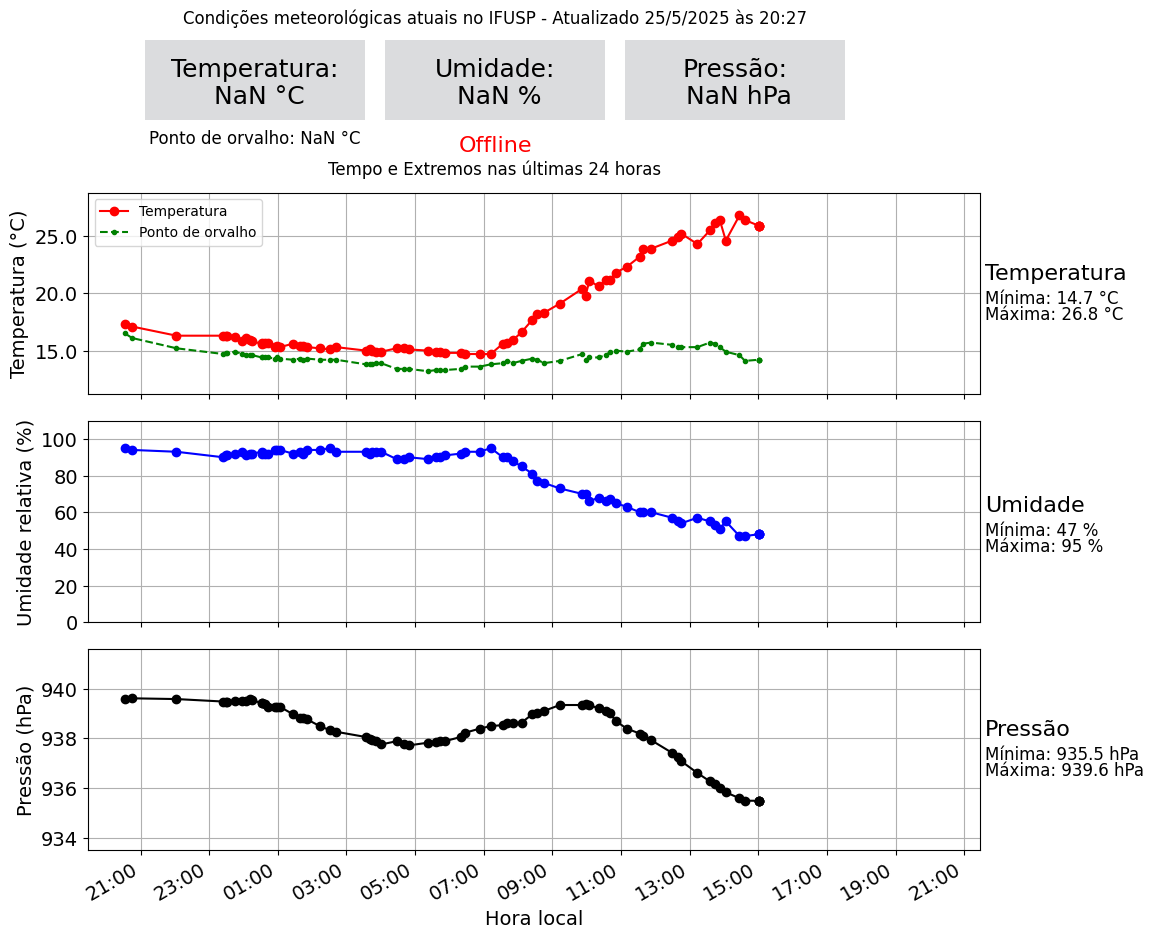 Condições meteorológicas atuais no IFUSP - Atualizado 25/5/2025 às 20:27
Temperatura:
NaN °C
Umidade:
NaN %
Pressão:
NaN hPa
Ponto de orvalho: NaN °C
Offline
Tempo e Extremos nas últimas 24 horas
Temperatura (°C)
25.0
20.0
15.0
Temperatura
Ponto de orvalho
Temperatura
Mínima: 14.7 °C
Máxima: 26.8 °C
Umidade relativa (%)
100
80
60
40
20
0
Umidade
Mínima: 47 %
Máxima: 95 %
Pressão (hPa)
940
938
936
934
Pressão
Mínima: 935.5 hPa
Máxima: 939.6 hPa
21:00 23:00 01:00 03:00 05:00 07:00 09:00 11:00 13:00 15:00 17:00 19:00 21:00
Hora local